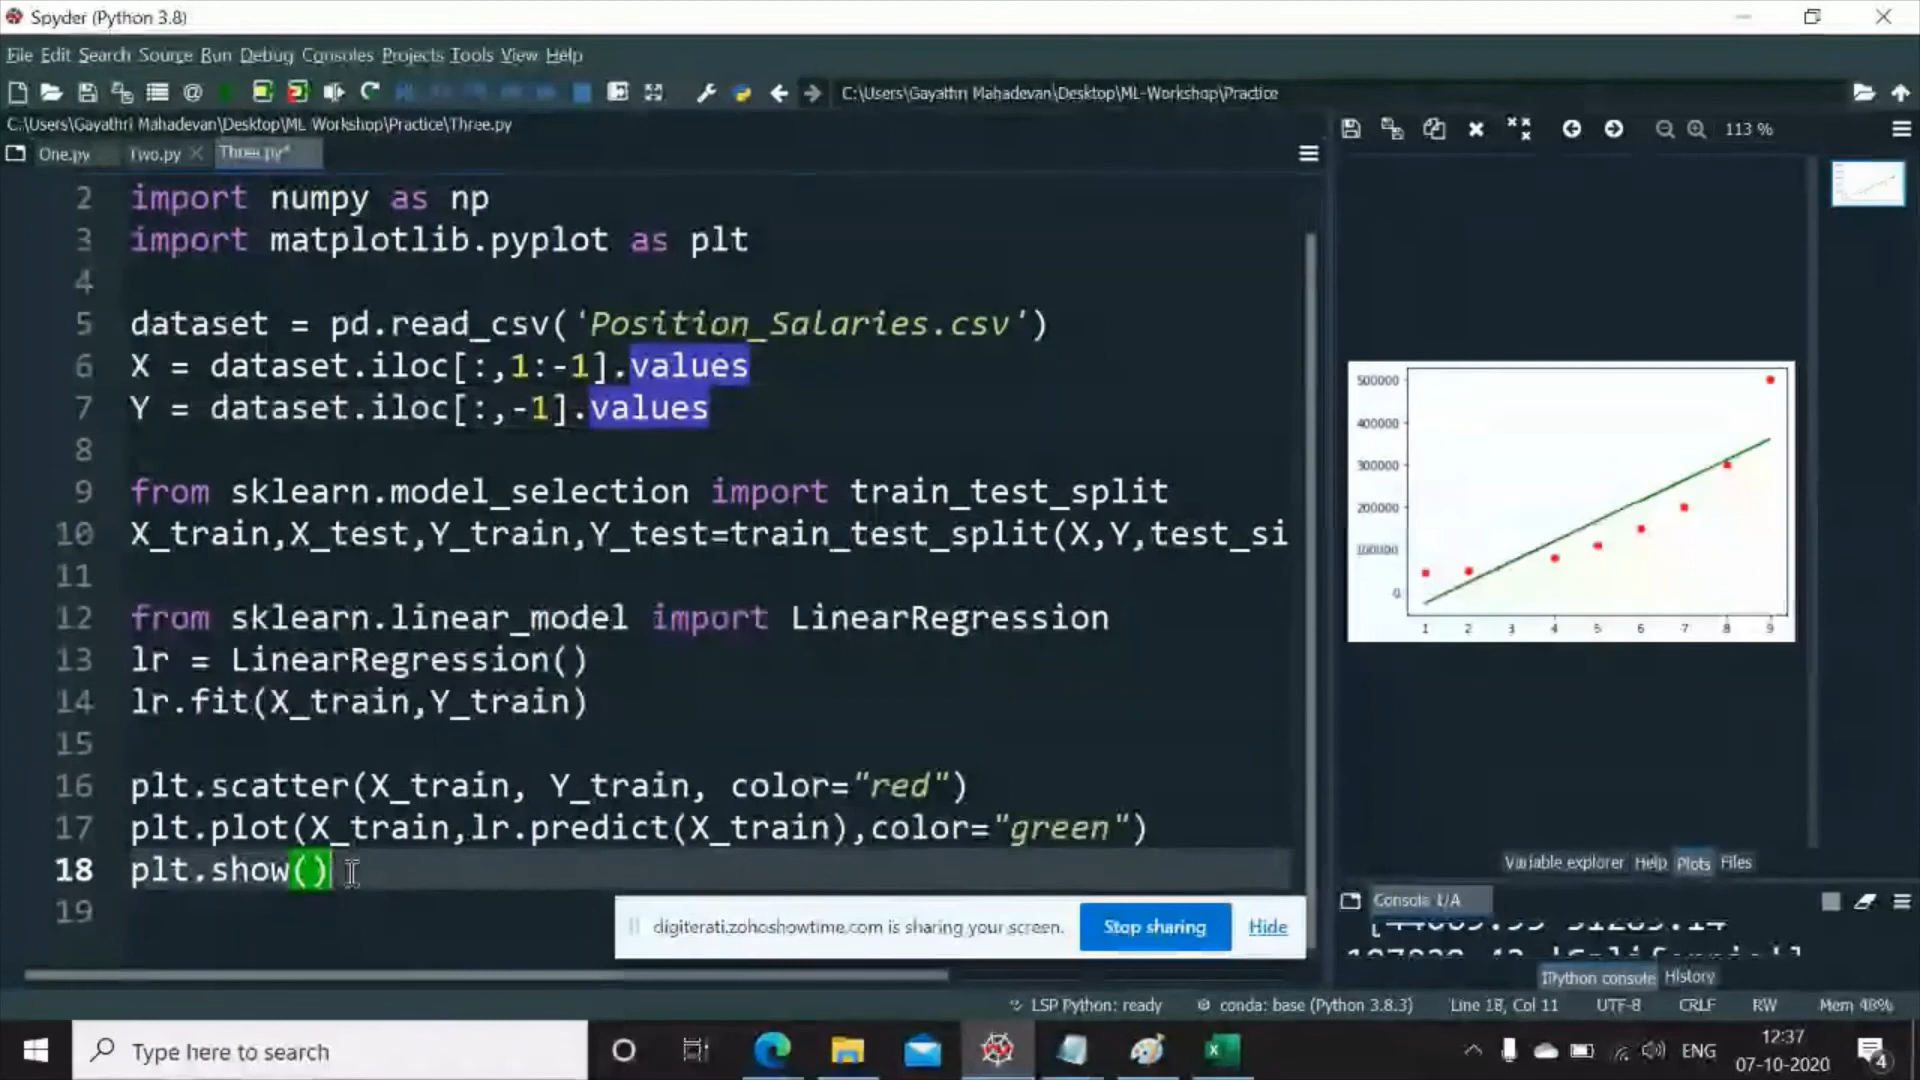 Spyder (Python 3.8)
File Edit Search Source Run Debug Consoles Projects Tools View Help
C:\Users\Gayathri Mahadevan\Desktop\ML-Workshop\Practice
C:\Users\Gayathri Mahadevan\Desktop\ML Workshop\Practice\Three.py
One.py Two.py Three.py*
113 %
2 import numpy as np
3 import matplotlib.pyplot as plt
4
5 dataset = pd.read_csv('Position_Salaries.csv')
6 X = dataset.iloc[:,1:-1].values
7 Y = dataset.iloc[:,-1].values
8
9 from sklearn.model_selection import train_test_split
10 X_train,X_test,Y_train,Y_test=train_test_split(X,Y,test_si
11
12 from sklearn.linear_model import LinearRegression
13 lr = LinearRegression()
14 lr.fit(X_train,Y_train)
15
16 plt.scatter(X_train, Y_train, color="red")
17 plt.plot(X_train,lr.predict(X_train),color="green")
18 plt.show()
19
500000
400000
300000
200000
100000
0
1 2 3 4 5 6 7 8 9
Variable explorer Help Plots Files
Console 1/A
IPython console History
digiterati.zohoshowtime.com is sharing your screen. Stop sharing Hide
LSP Python: ready conda: base (Python 3.8.3) Line 18, Col 11 UTF-8 CRLF RW Mem 48%
Type here to search
ENG
12:37
07-10-2020
4